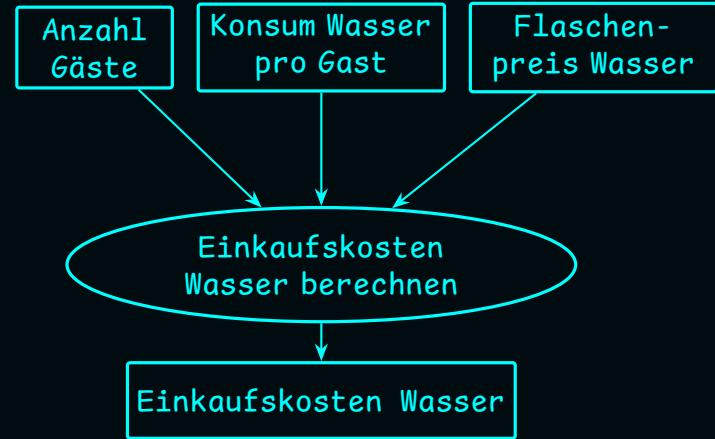 Anzahl
Gäste
Konsum Wasser
pro Gast
Flaschen-
preis Wasser
Einkaufskosten
Wasser berechnen
Einkaufskosten Wasser